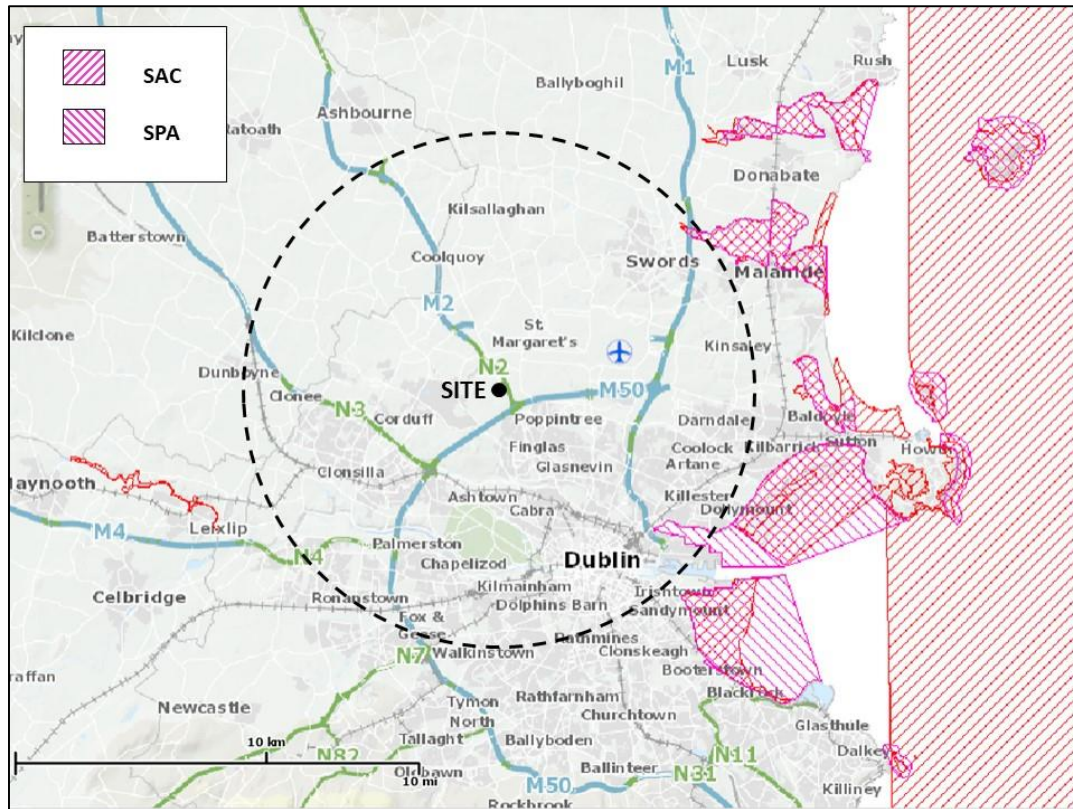 SAC
SPA
Lusk
Rush
M1
Ballyboghil
Ashbourne
Ratoath
Donabate
Kilsallaghan
Batterstown
Coolquoy
Swords
Malahide
M2
Kilclone
St.
Margaret's
Kinsaley
Dunboyne
N2
SITE
M50
Clonee
N3
Corduff
Poppintree
Darndale
Baldoyle
Finglas
Coolock
Kilbarrick
Sutton
Howth
Glasnevin
Artane
Clonsilla
Killester
Dollymount
aynooth
Ashtown
Cabra
Leixlip
M4
N4
Palmerston
Chapelizod
Dublin
Celbridge
Kilmainham
Irishtown
Ronanstown
Dolphins Barn
Sandymount
Fox &
Geese
Rathmines
Walkinstown
Clonskeagh
N7
Booterstown
raffan
Newcastle
Tymon
North
Rathfarnham
Blackrock
Churchtown
Glasthule
10 km
N82
Tallaght
N11
Dalkey
10 mi
Oldbawn
Ballyboden
Ballinteer
N31
M50
Killiney
Rockbrook